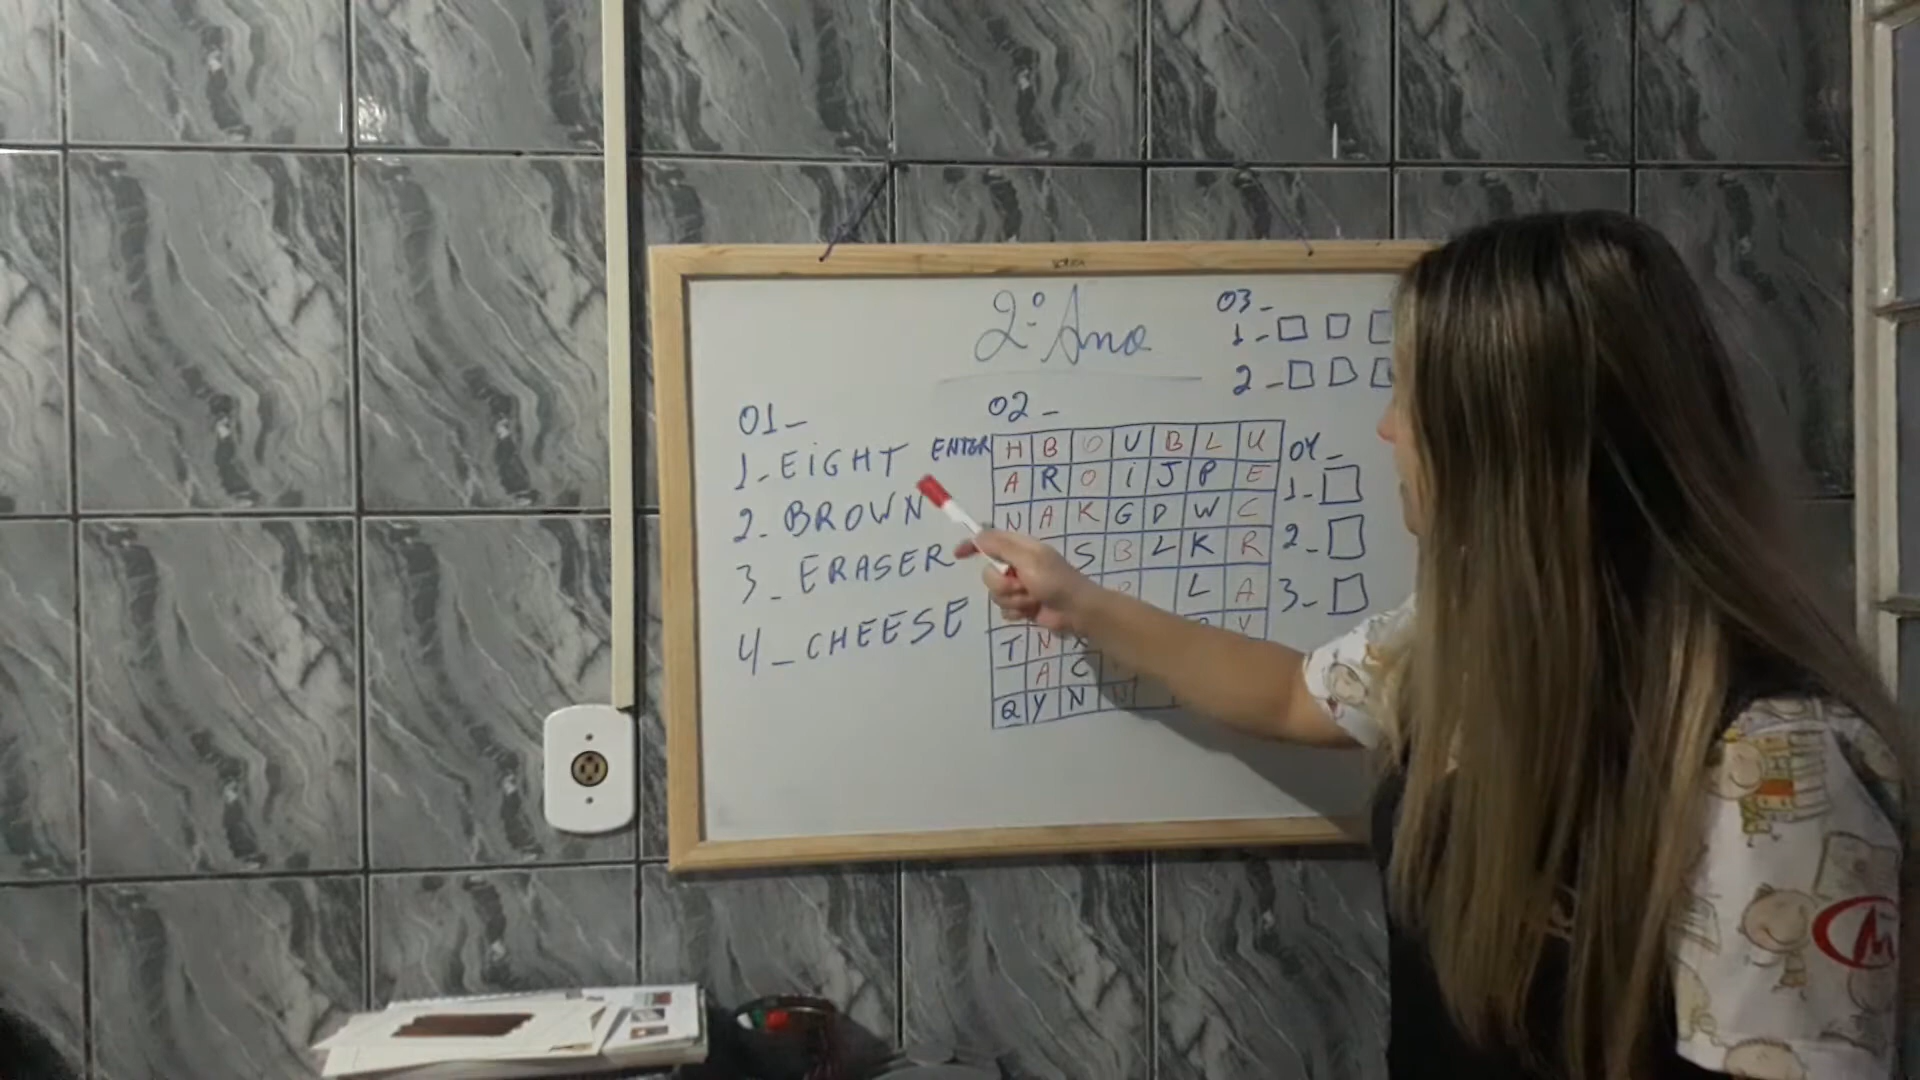 2º Ano
01_
1_EIGHT
2_BROWN
3_ERASER
4_CHEESE
02_
ENTER
H B O U B L U
A R O I J P E
N A K G D W C
S B L K R
L A
T N X
A C
Q Y N
03_
1_
2_
04_
1_
2_
3_